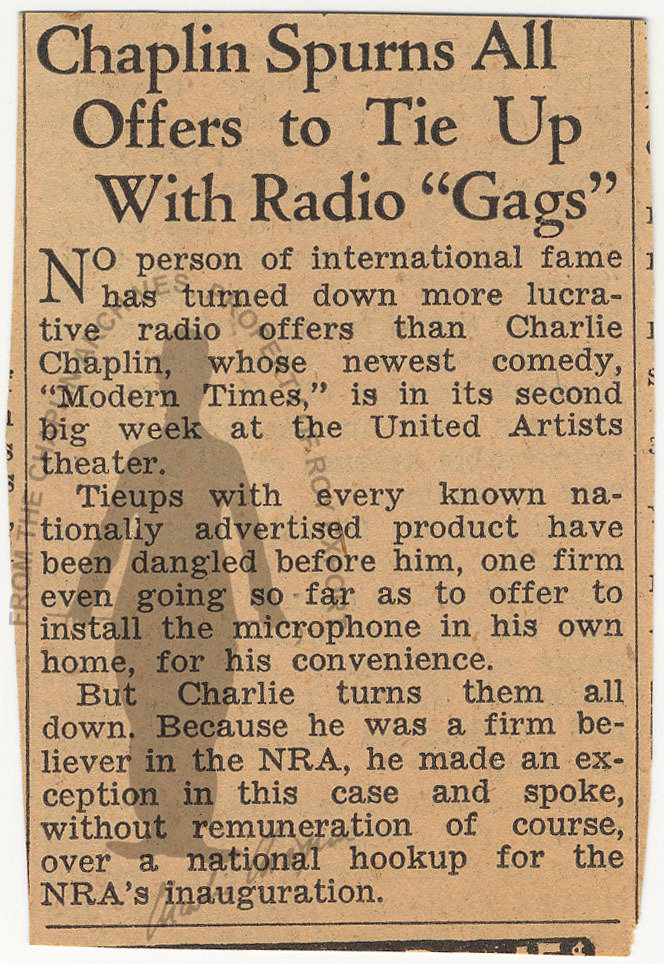 Chaplin Spurns All
Offers to Tie Up
With Radio “Gags”
NO person of international fame
has turned down more lucra-
tive radio offers than Charlie
Chaplin, whose newest comedy,
“Modern Times,” is in its second
big week at the United Artists
theater.
Tieups with every known na-
tionally advertised product have
been dangled before him, one firm
even going so far as to offer to
install the microphone in his own
home, for his convenience.
But Charlie turns them all
down. Because he was a firm be-
liever in the NRA, he made an ex-
ception in this case and spoke,
without remuneration of course,
over a national hookup for the
NRA's inauguration.
FROM THE CHAPLIN ARCHIVES